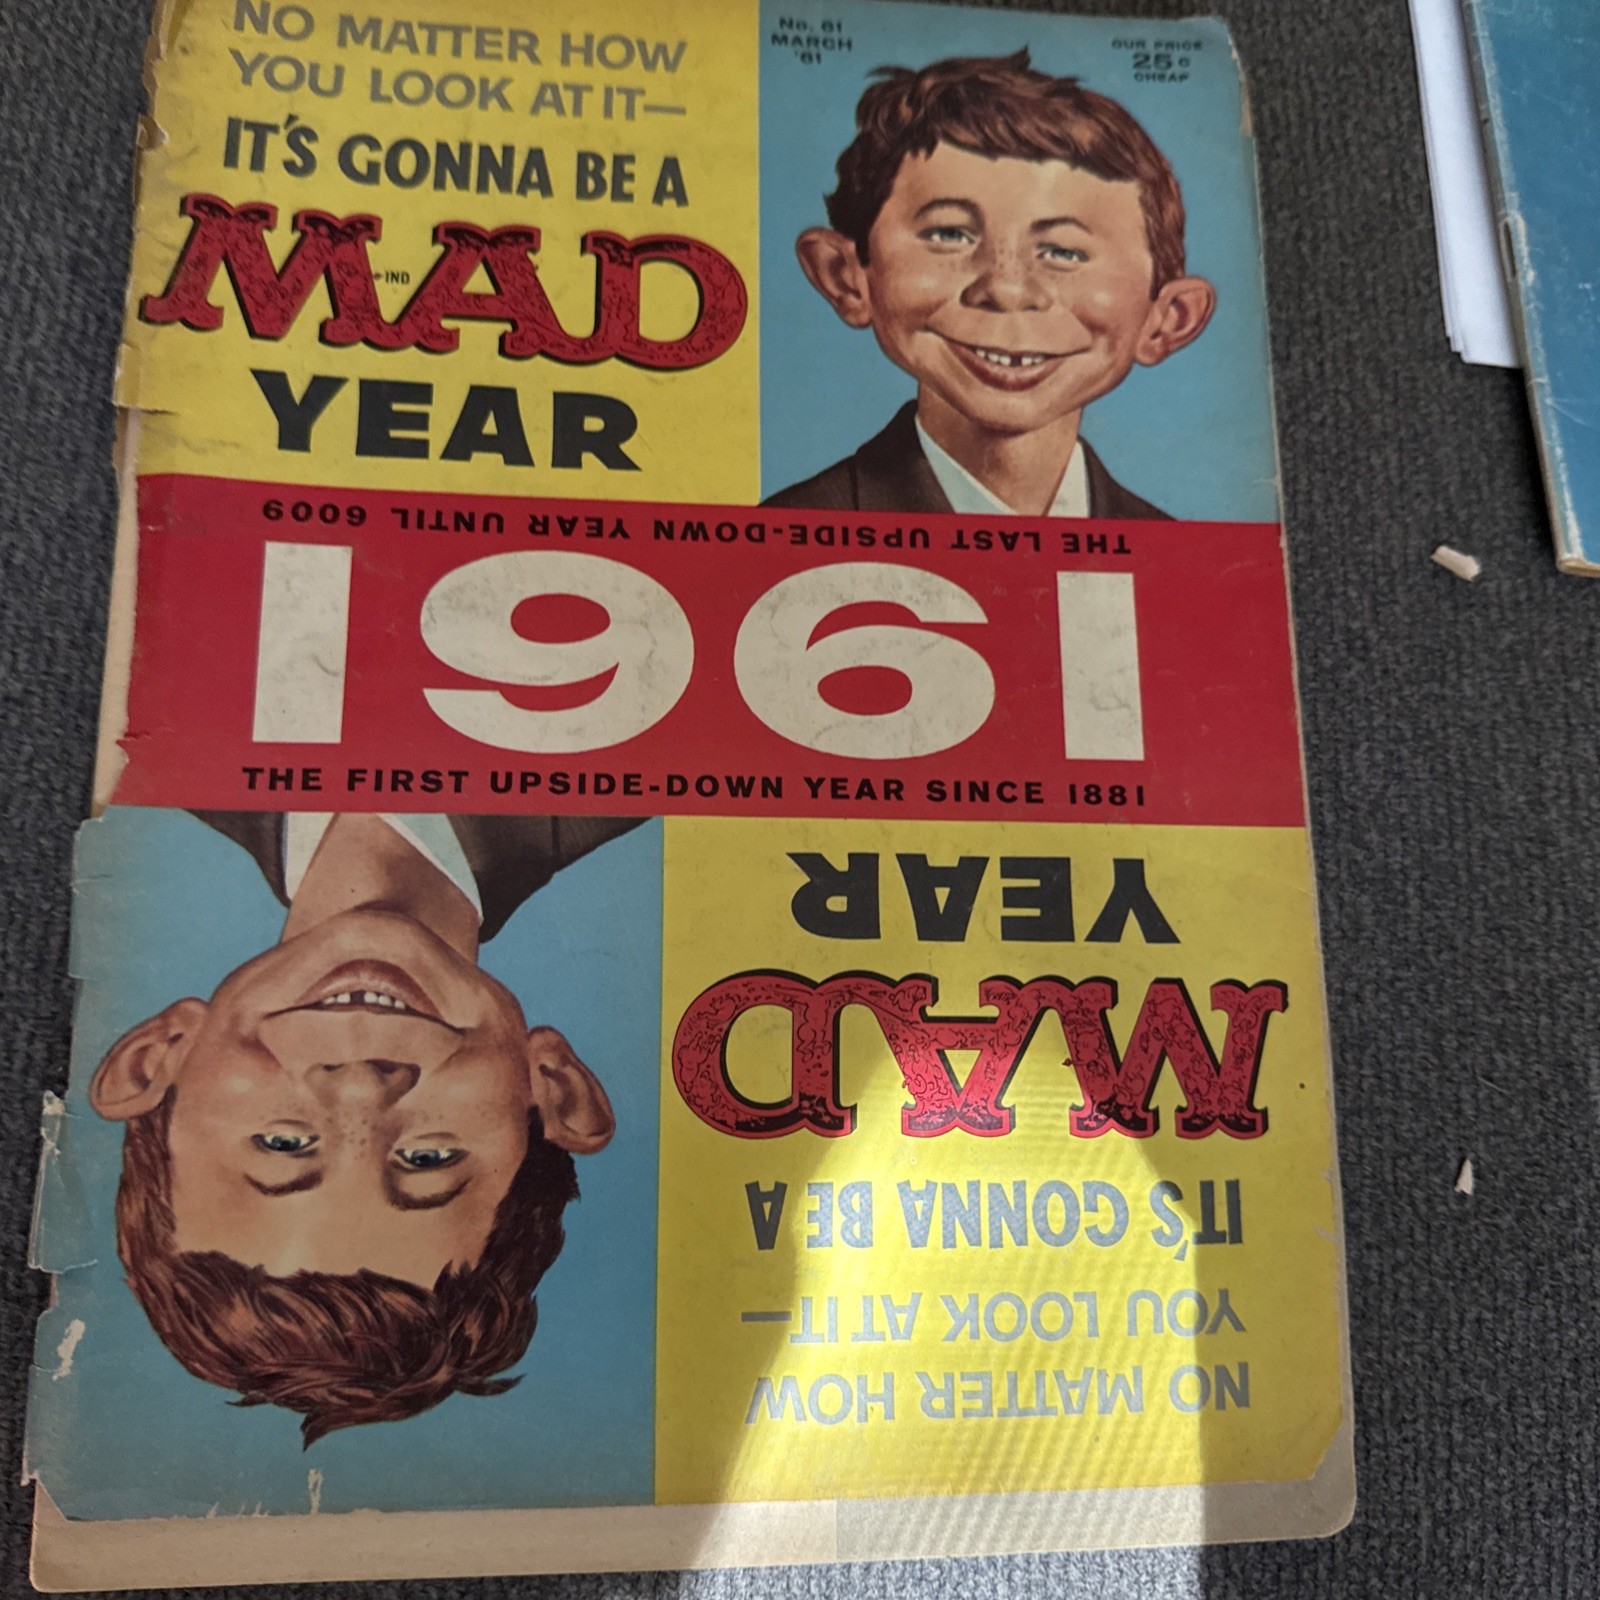 NO MATTER HOW
YOU LOOK AT IT—
IT'S GONNA BE A
MAD
IND
YEAR
No. 61
MARCH
'61
OUR PRICE
25c
CHEAP
THE LAST UPSIDE-DOWN YEAR UNTIL 6009
1961
THE FIRST UPSIDE-DOWN YEAR SINCE 1881
NO MATTER HOW
YOU LOOK AT IT—
IT'S GONNA BE A
MAD
YEAR